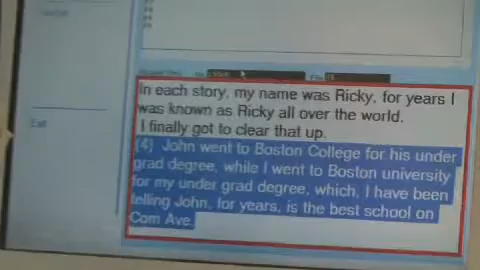 In each story, my name was Ricky, for years I
was known as Ricky all over the world.
I finally got to clear that up.
(4) John went to Boston College for his under
grad degree, while I went to Boston university
for my under grad degree, which, I have been
telling John, for years, is the best school on
Com Ave.
Exit